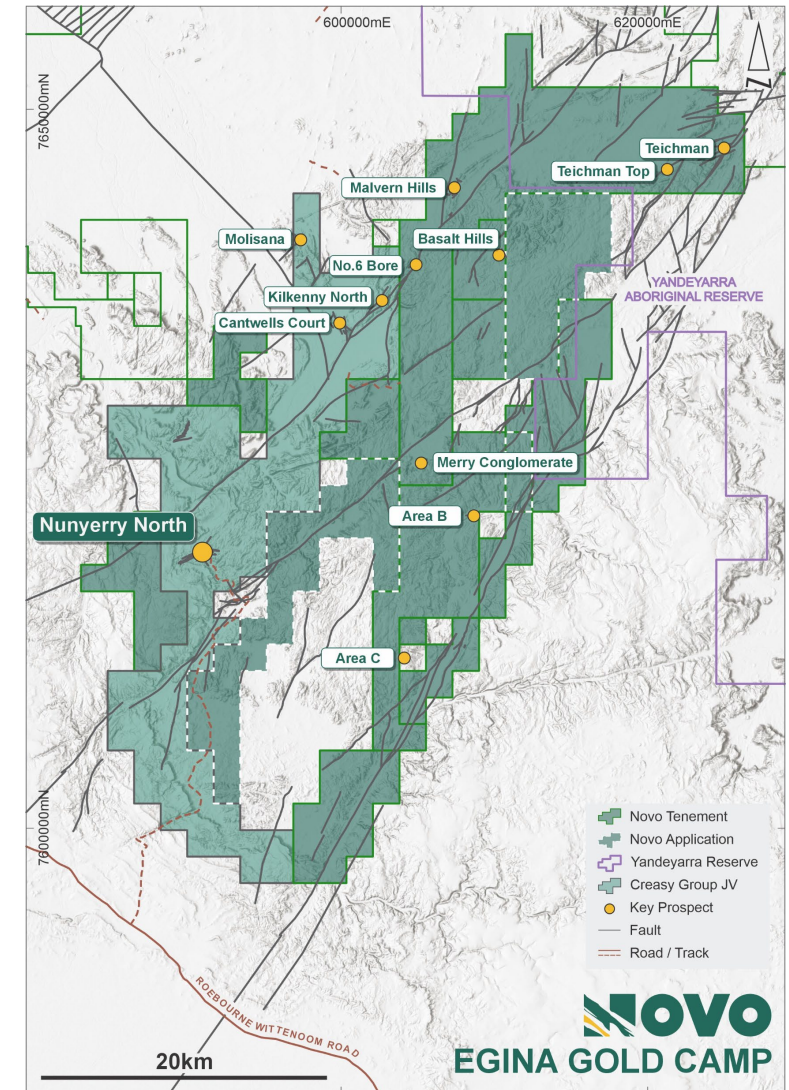 600000mE
620000mE
7650000mN
Z
Teichman
Teichman Top
Malvern Hills
Molisana
Basalt Hills
No.6 Bore
YANDEYARRA
ABORIGINAL RESERVE
Kilkenny North
Cantwells Court
Merry Conglomerate
Nunyerry North
Area B
Area C
7600000mN
Novo Tenement
Novo Application
Yandeyarra Reserve
Creasy Group JV
Key Prospect
Fault
Road / Track
ROEBOURNE WITTENOOM ROAD
NOVO
20km
EGINA GOLD CAMP